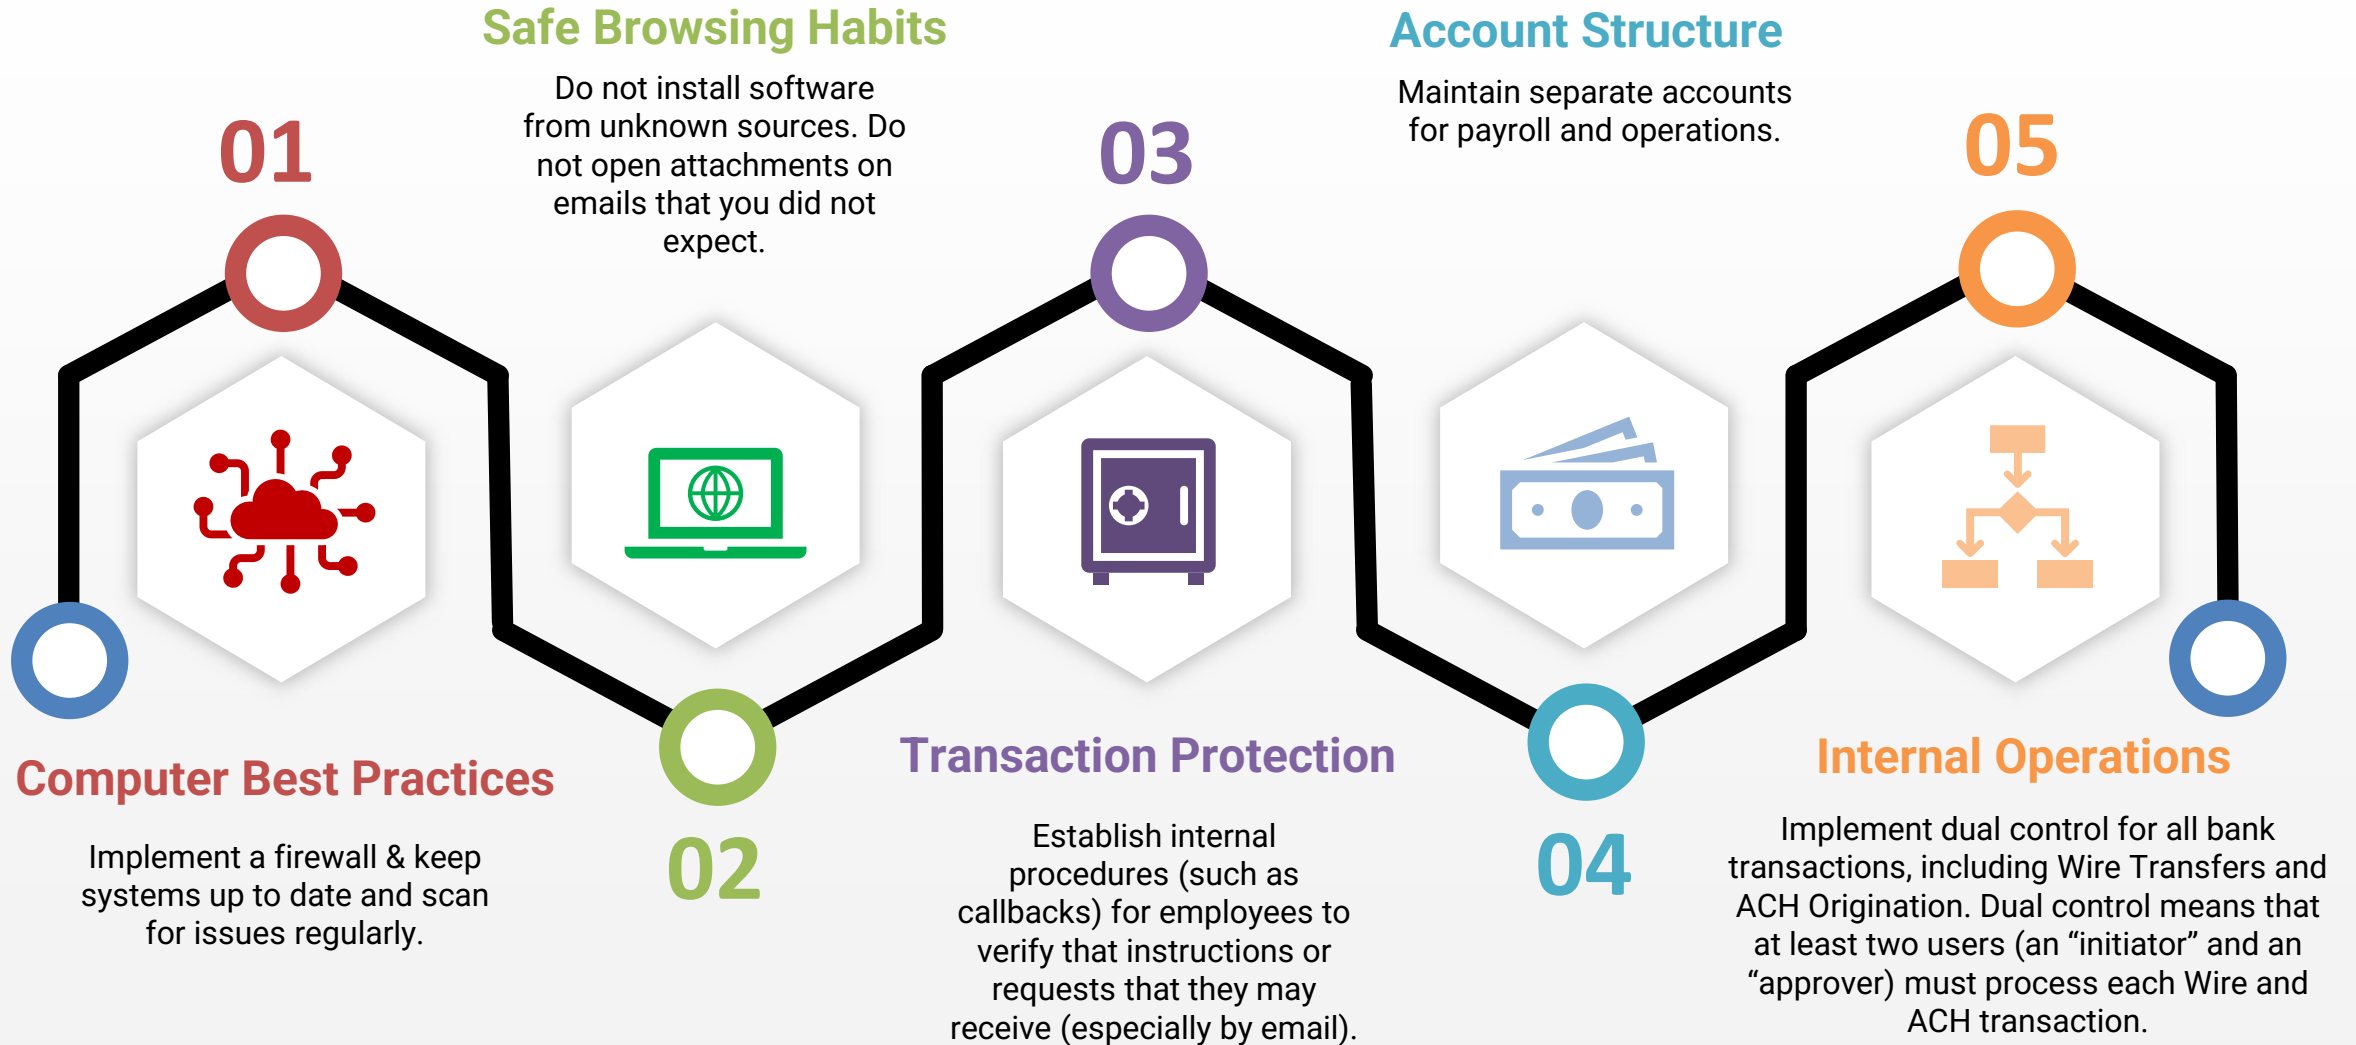 01
Computer Best Practices
Implement a firewall & keep
systems up to date and scan
for issues regularly.
Safe Browsing Habits
Do not install software
from unknown sources. Do
not open attachments on
emails that you did not
expect.
02
03
Transaction Protection
Establish internal
procedures (such as
callbacks) for employees to
verify that instructions or
requests that they may
receive (especially by email).
Account Structure
Maintain separate accounts
for payroll and operations.
04
05
Internal Operations
Implement dual control for all bank
transactions, including Wire Transfers and
ACH Origination. Dual control means that
at least two users (an “initiator” and an
“approver) must process each Wire and
ACH transaction.